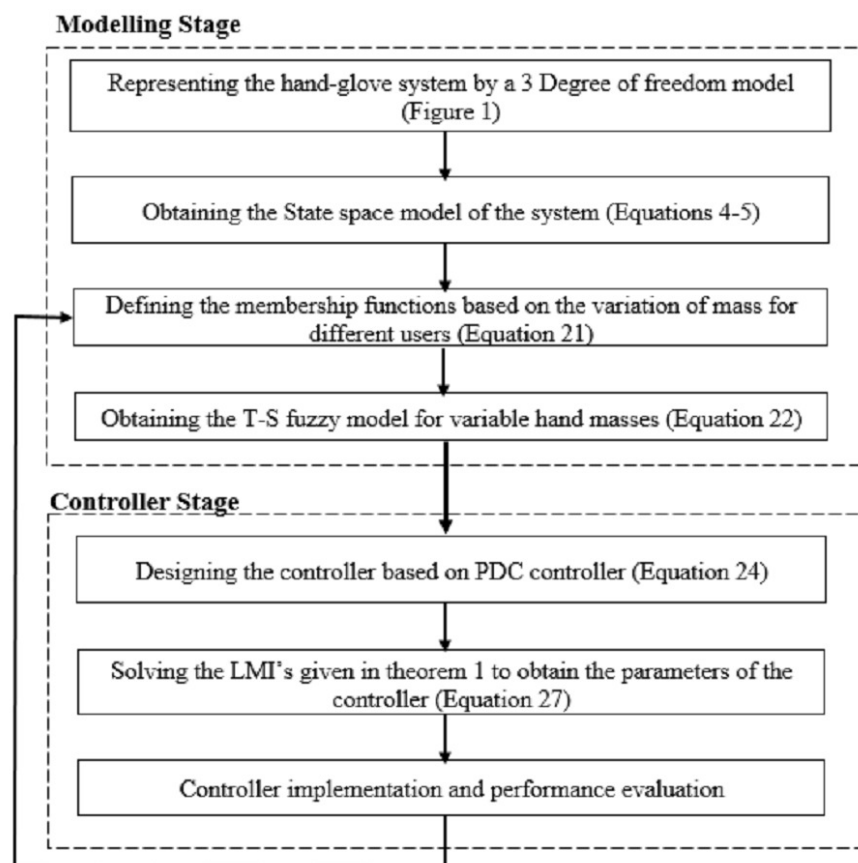 Modelling Stage
Representing the hand-glove system by a 3 Degree of freedom model
(Figure 1)
Obtaining the State space model of the system (Equations 4-5)
Defining the membership functions based on the variation of mass for
different users (Equation 21)
Obtaining the T-S fuzzy model for variable hand masses (Equation 22)
Controller Stage
Designing the controller based on PDC controller (Equation 24)
Solving the LMI's given in theorem 1 to obtain the parameters of the
controller (Equation 27)
Controller implementation and performance evaluation